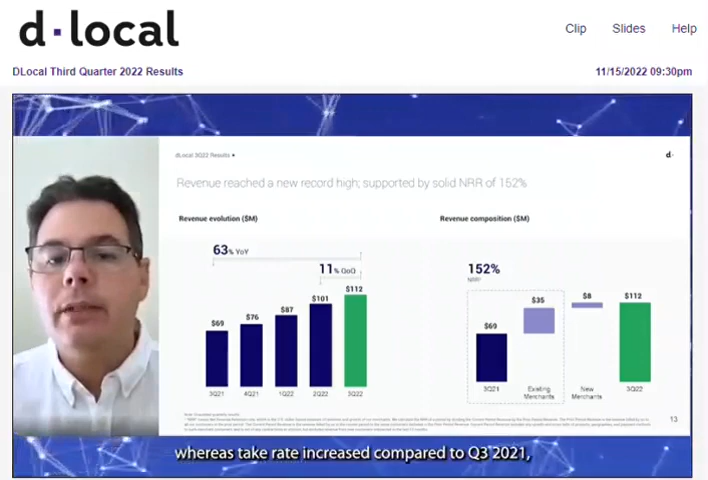 d·local
Clip Slides Help
DLocal Third Quarter 2022 Results 11/15/2022 09:30pm
dLocal 3Q22 Results •
d·
Revenue reached a new record high; supported by solid NRR of 152%
Revenue evolution ($M)
63% YoY
11% QoQ
$69 $76 $87 $101 $112
3Q21 4Q21 1Q22 2Q22 3Q22
Revenue composition ($M)
152%
NRR
$69 $35 $8 $112
3Q21 Existing Merchants New Merchants 3Q22
13
whereas take rate increased compared to Q3 2021,